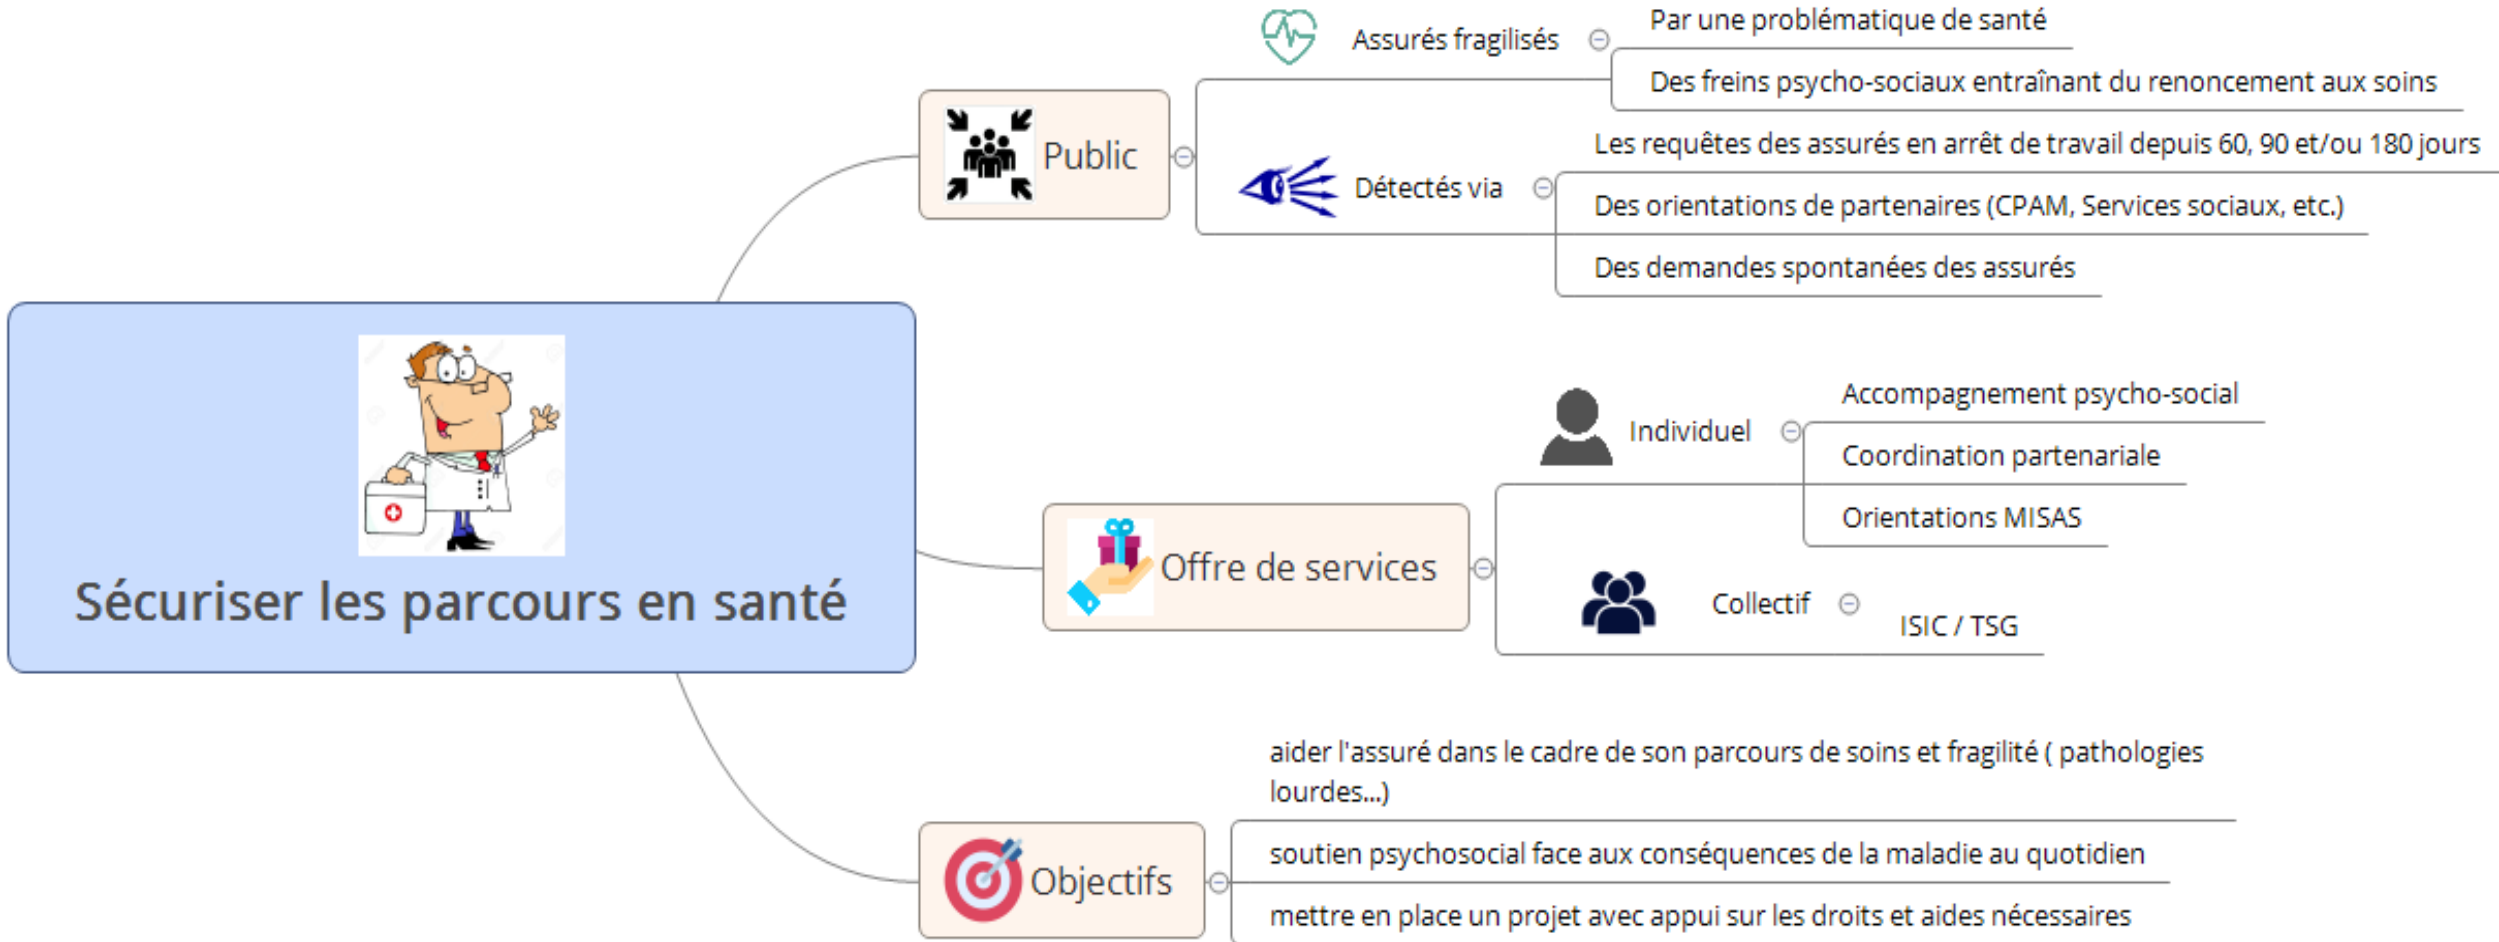 Sécuriser les parcours en santé
Public
Assurés fragilisés
Par une problématique de santé
Des freins psycho-sociaux entraînant du renoncement aux soins
Détectés via
Les requêtes des assurés en arrêt de travail depuis 60, 90 et/ou 180 jours
Des orientations de partenaires (CPAM, Services sociaux, etc.)
Des demandes spontanées des assurés
Offre de services
Individuel
Accompagnement psycho-social
Coordination partenariale
Orientations MISAS
Collectif
ISIC / TSG
Objectifs
aider l'assuré dans le cadre de son parcours de soins et fragilité ( pathologies
lourdes...)
soutien psychosocial face aux conséquences de la maladie au quotidien
mettre en place un projet avec appui sur les droits et aides nécessaires